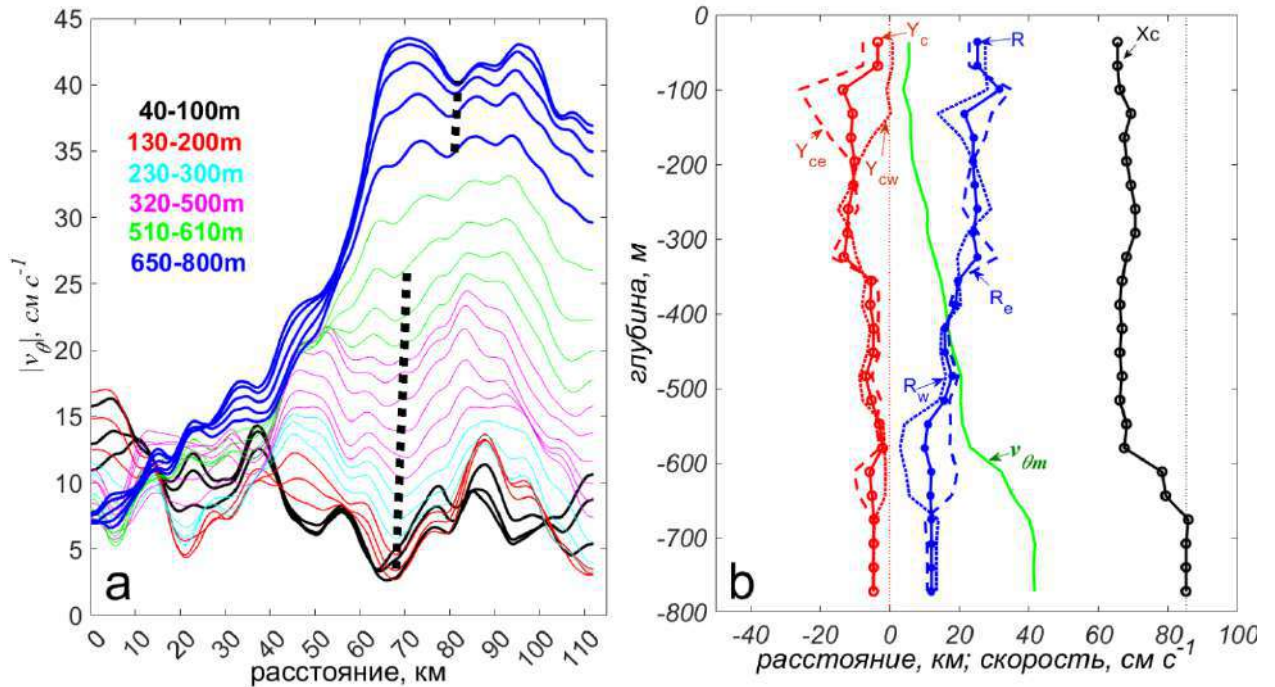 45
40
35
30
25
20
15
10
5
0
|v_θ|, см с⁻¹
40-100m
130-200m
230-300m
320-500m
510-610m
650-800m
a
0 10 20 30 40 50 60 70 80 90 100 110
расстояние, км
0
-100
-200
-300
-400
-500
-600
-700
-800
глубина, м
Y_c
R
Xc
Y_ce
Y_cw
R_e
R_w
v_θm
b
-40 -20 0 20 40 60 80 100
расстояние, км; скорость, см с⁻¹